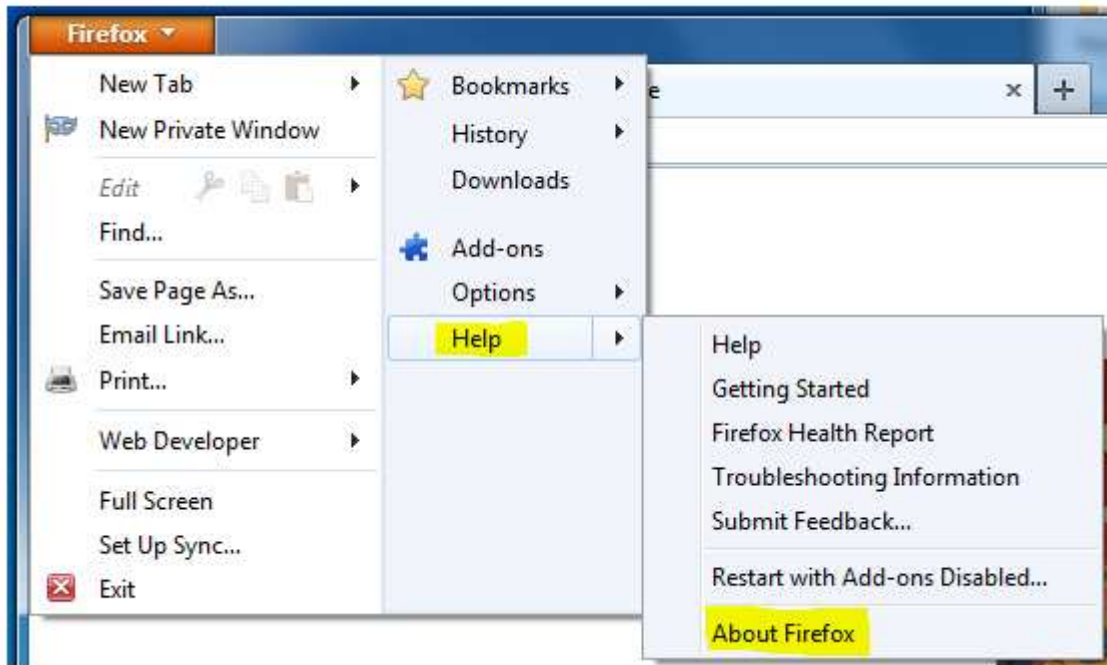 Firefox
New Tab
New Private Window
Edit
Find...
Save Page As...
Email Link...
Print...
Web Developer
Full Screen
Set Up Sync...
Exit
Bookmarks
History
Downloads
Add-ons
Options
Help
Help
Getting Started
Firefox Health Report
Troubleshooting Information
Submit Feedback...
Restart with Add-ons Disabled...
About Firefox